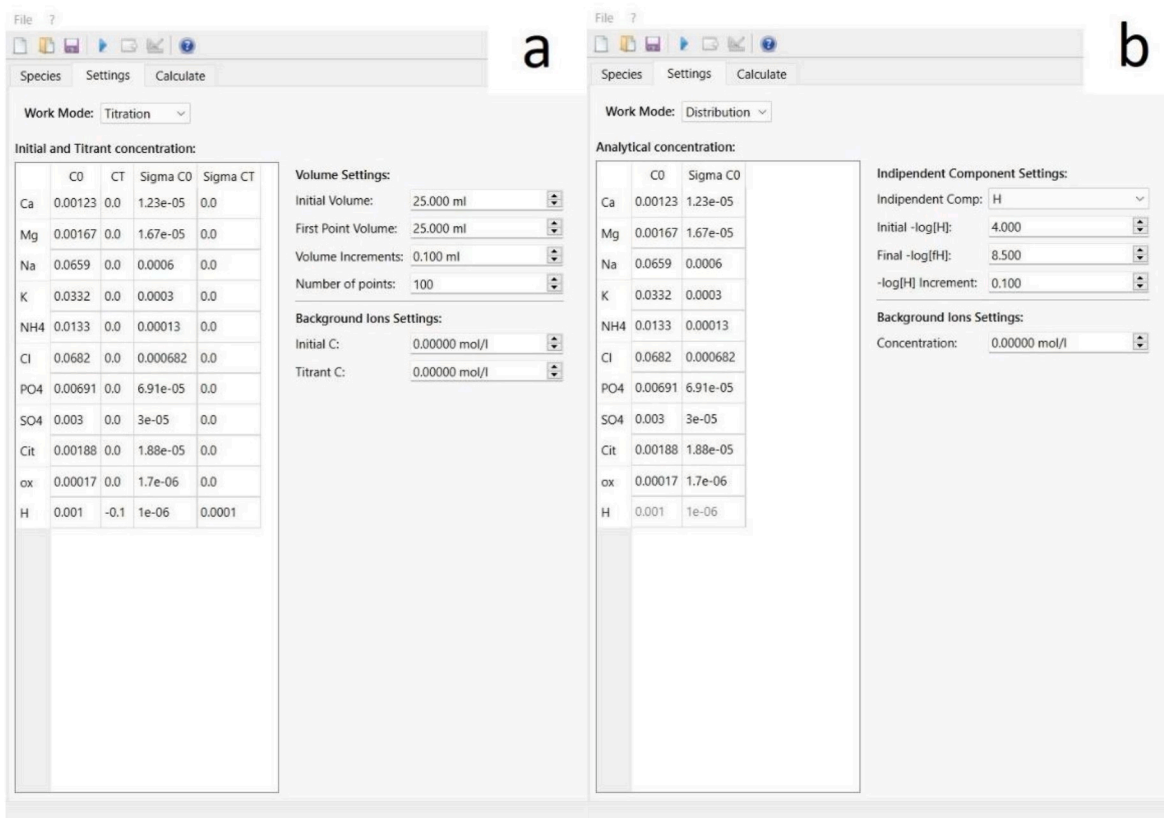 File ?
a
Species Settings Calculate
Work Mode: Titration
Initial and Titrant concentration:
C0 CT Sigma C0 Sigma CT
Ca 0.00123 0.0 1.23e-05 0.0
Mg 0.00167 0.0 1.67e-05 0.0
Na 0.0659 0.0 0.0006 0.0
K 0.0332 0.0 0.0003 0.0
NH4 0.0133 0.0 0.00013 0.0
Cl 0.0682 0.0 0.000682 0.0
PO4 0.00691 0.0 6.91e-05 0.0
SO4 0.003 0.0 3e-05 0.0
Cit 0.00188 0.0 1.88e-05 0.0
ox 0.00017 0.0 1.7e-06 0.0
H 0.001 -0.1 1e-06 0.0001
Volume Settings:
Initial Volume: 25.000 ml
First Point Volume: 25.000 ml
Volume Increments: 0.100 ml
Number of points: 100
Background Ions Settings:
Initial C: 0.00000 mol/l
Titrant C: 0.00000 mol/l
File ?
b
Species Settings Calculate
Work Mode: Distribution
Analytical concentration:
C0 Sigma C0
Ca 0.00123 1.23e-05
Mg 0.00167 1.67e-05
Na 0.0659 0.0006
K 0.0332 0.0003
NH4 0.0133 0.00013
Cl 0.0682 0.000682
PO4 0.00691 6.91e-05
SO4 0.003 3e-05
Cit 0.00188 1.88e-05
ox 0.00017 1.7e-06
H 0.001 1e-06
Indipendent Component Settings:
Indipendent Comp: H
Initial -log[H]: 4.000
Final -log[fH]: 8.500
-log[H] Increment: 0.100
Background Ions Settings:
Concentration: 0.00000 mol/l